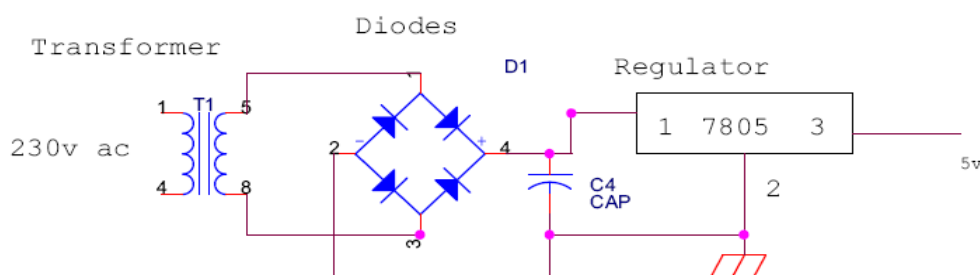 Diodes
Transformer
D1
Regulator
1
1 T1 5
1 7805 3
230v ac
- +
2 4
5v
4 8
C4
CAP
2
3